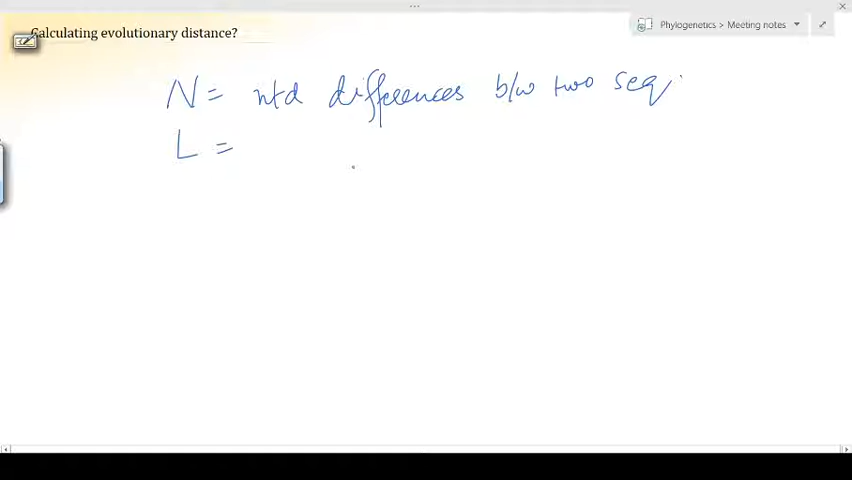 Calculating evolutionary distance?
Phylogenetics > Meeting notes
N = ntd differences b/w two seq.
L =